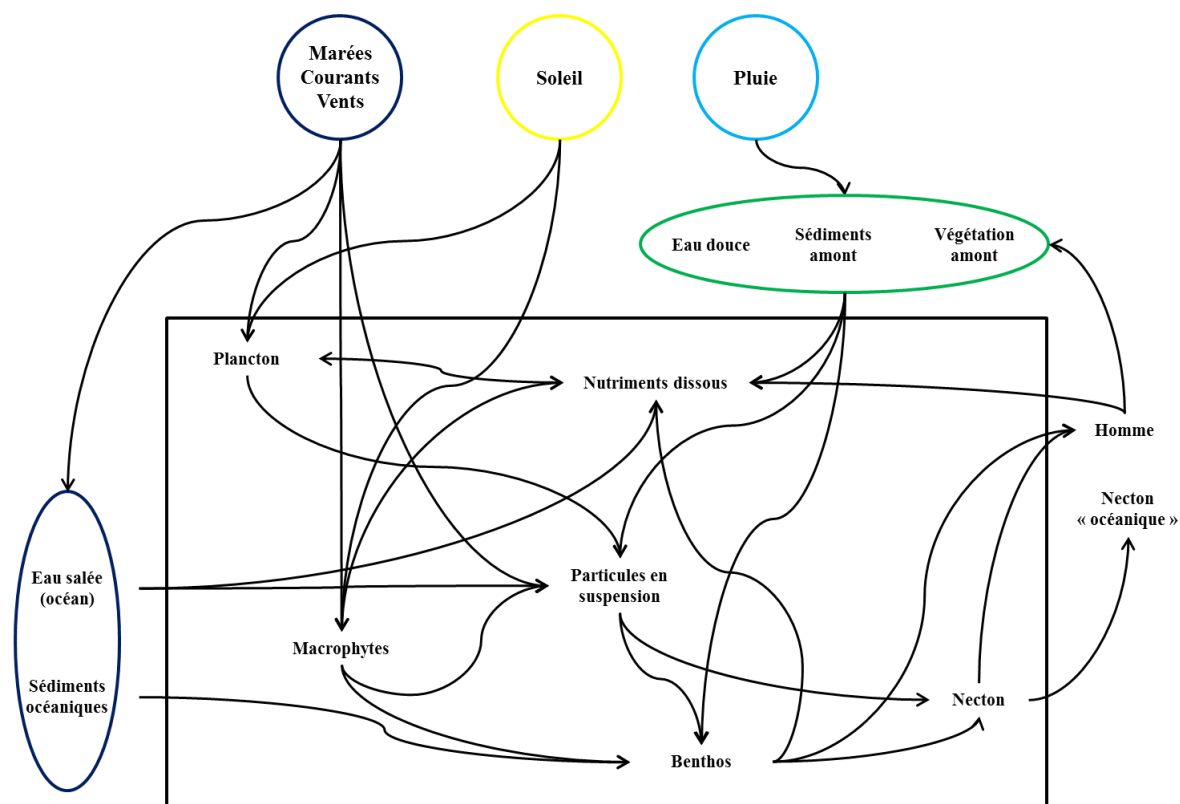 Marées
Courants
Vents
Soleil
Pluie
Eau douce
Sédiments
amont
Végétation
amont
Plancton
Nutriments dissous
Homme
Necton
« océanique »
Eau salée
(océan)
Particules en
suspension
Macrophytes
Sédiments
océaniques
Necton
Benthos